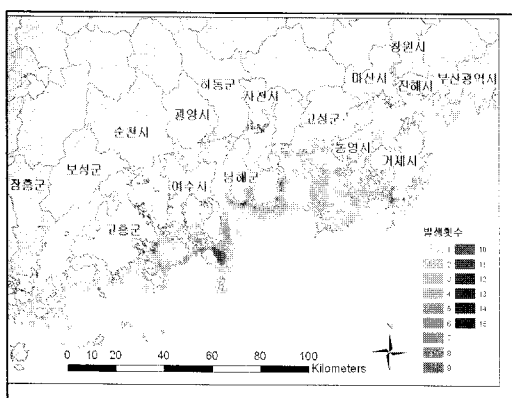 창원시
하동군
사천시
마산시
진해시
부산광역시
광양시
고성군
순천시
통영시
거제시
보성군
장흥군
여수시
남해군
고흥군
발생횟수
1 10
2 11
3 12
4 13
5 14
6 15
7
8
9
N
0 20 40 60 80 100
Kilometers